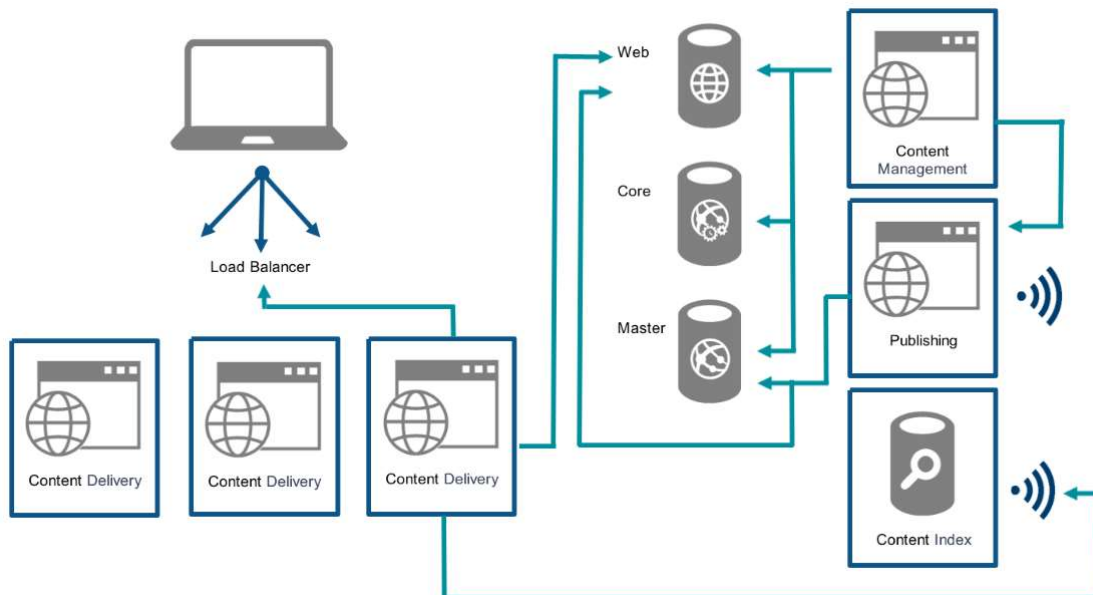 Web
Content
Management
Core
Load Balancer
Master
Publishing
Content Delivery
Content Delivery
Content Delivery
Content Index